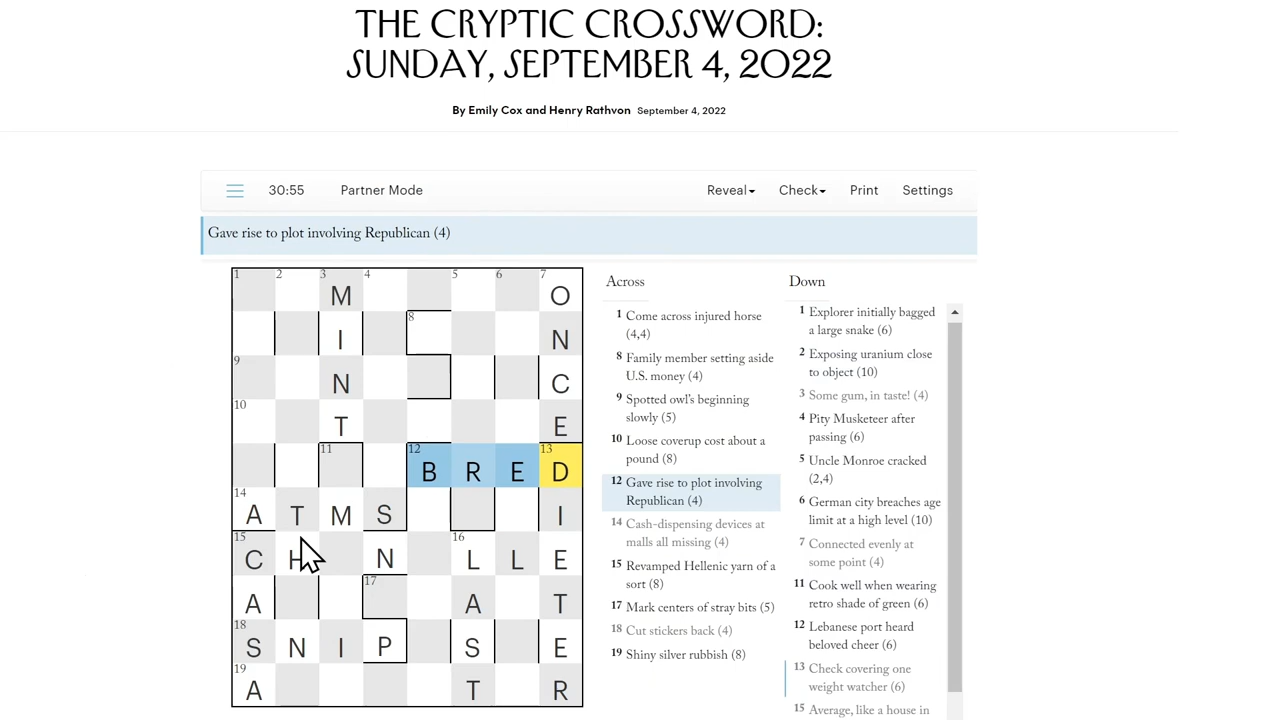 THE CRYPTIC CROSSWORD:
SUNDAY, SEPTEMBER 4, 2022
By Emily Cox and Henry Rathvon September 4, 2022
30:55 Partner Mode Reveal Check Print Settings
Gave rise to plot involving Republican (4)
1 2 3 4 5 6 7
M O
8
I N
9
N C
10
T E
11 12 13
B R E D
14
A T M S I
15 16
C H N L L E
17
A A T
18
S N I P S E
19
A T R
Across
1 Come across injured horse
(4,4)
8 Family member setting aside
U.S. money (4)
9 Spotted owl's beginning
slowly (5)
10 Loose coverup cost about a
pound (8)
12 Gave rise to plot involving
Republican (4)
14 Cash-dispensing devices at
malls all missing (4)
15 Revamped Hellenic yarn of a
sort (8)
17 Mark centers of stray bits (5)
18 Cut stickers back (4)
19 Shiny silver rubbish (8)
Down
1 Explorer initially bagged
a large snake (6)
2 Exposing uranium close
to object (10)
3 Some gum, in taste! (4)
4 Pity Musketeer after
passing (6)
5 Uncle Monroe cracked
(2,4)
6 German city breaches age
limit at a high level (10)
7 Connected evenly at
some point (4)
11 Cook well when wearing
retro shade of green (6)
12 Lebanese port heard
beloved cheer (6)
13 Check covering one
weight watcher (6)
15 Average, like a house in